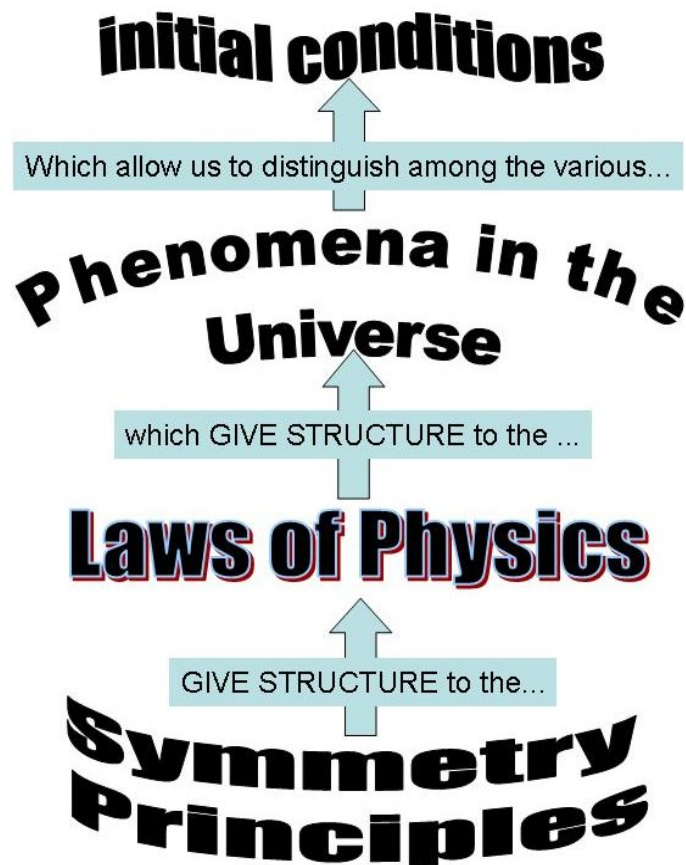 initial conditions
Which allow us to distinguish among the various...
Phenomena in the
Universe
which GIVE STRUCTURE to the ...
Laws of Physics
GIVE STRUCTURE to the...
Symmetry
Principles